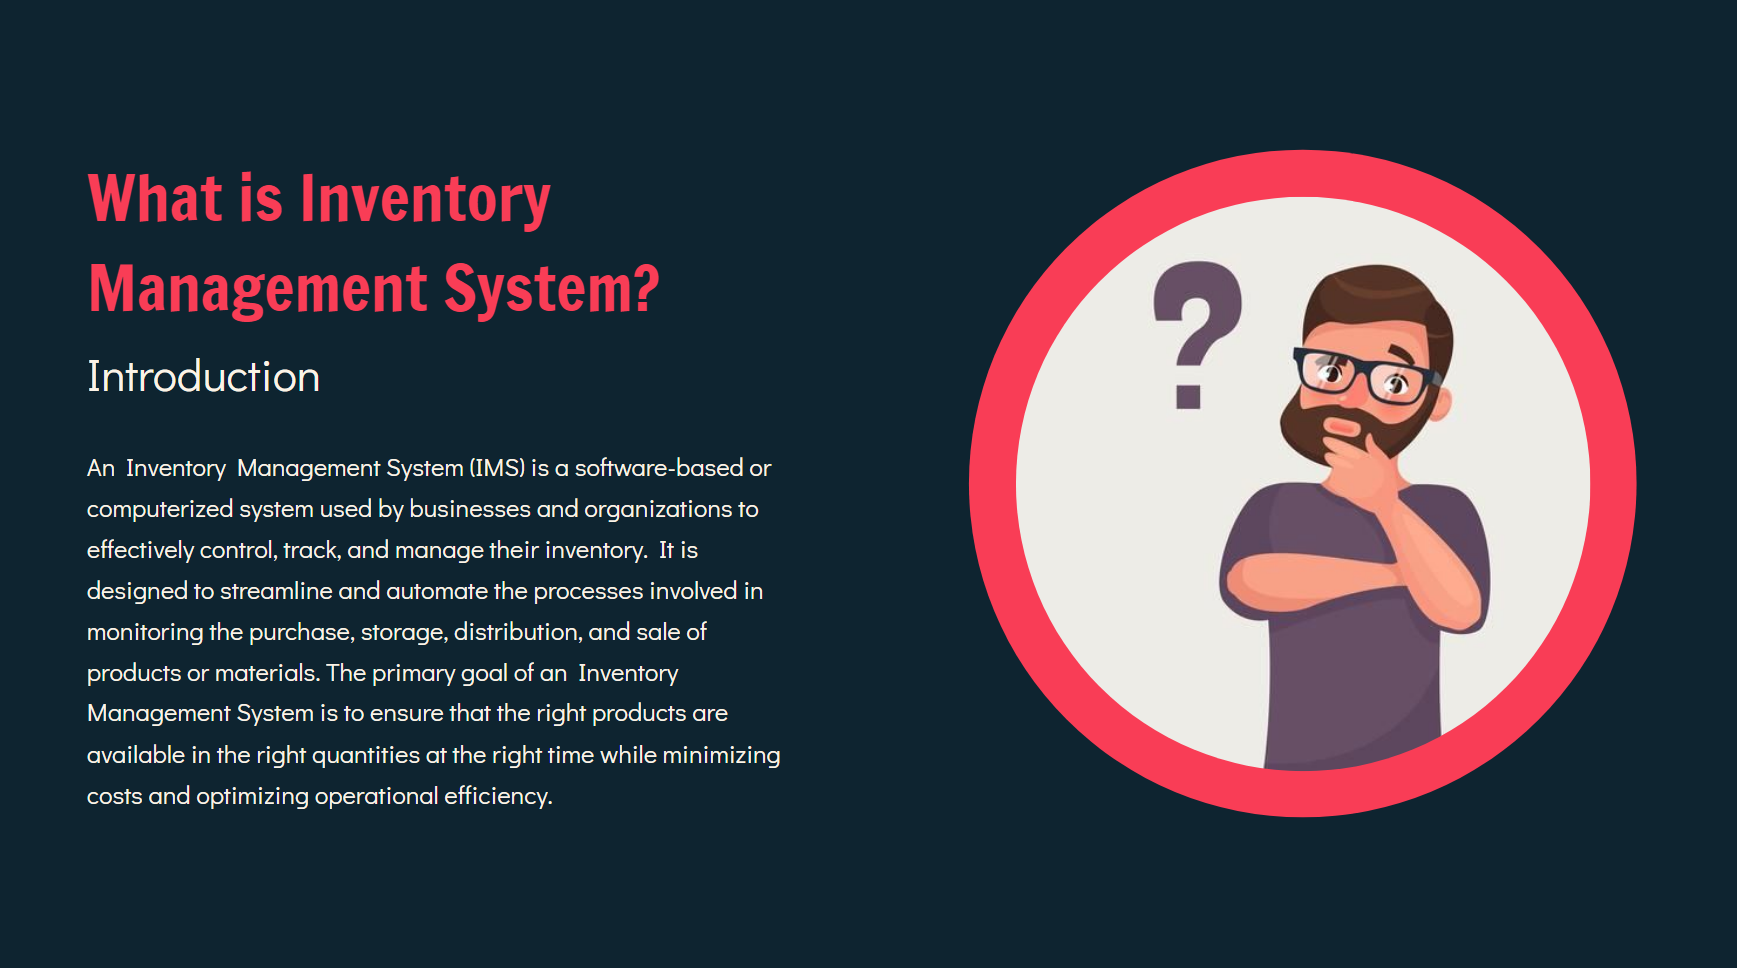 What is Inventory
Management System?
Introduction
An  Inventory  Management System (IMS) is a software-based or
computerized system used by businesses and organizations to
effectively control, track, and manage their inventory.  It is
designed to streamline and automate the processes involved in
monitoring the purchase, storage, distribution, and sale of
products or materials. The primary goal of an  Inventory
Management System is to ensure that the right products are
available in the right quantities at the right time while minimizing
costs and optimizing operational efficiency.
?